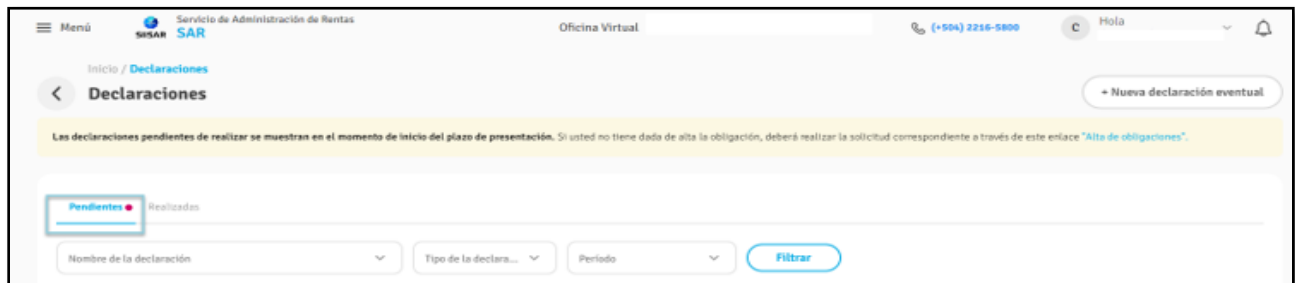 Menú
SISAR
Servicio de Administración de Rentas
SAR
Oficina Virtual
(+504) 2216-5800
C
Hola
Inicio / Declaraciones
Declaraciones
+ Nueva declaración eventual
Las declaraciones pendientes de realizar se muestran en el momento de inicio del plazo de presentación. Si usted no tiene dada de alta la obligación, deberá realizar la solicitud correspondiente a través de este enlace "Alta de obligaciones".
Pendientes
Realizadas
Nombre de la declaración
Tipo de la declara...
Período
Filtrar